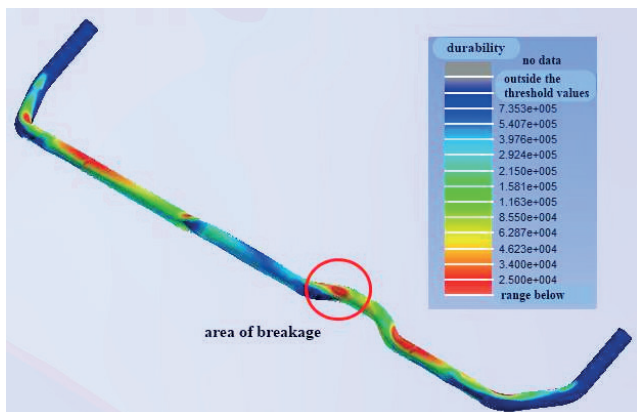 durability
no data
outside the
threshold values
7.353e+005
5.407e+005
3.976e+005
2.924e+005
2.150e+005
1.581e+005
1.163e+005
8.550e+004
6.287e+004
4.623e+004
3.400e+004
2.500e+004
range below
area of breakage